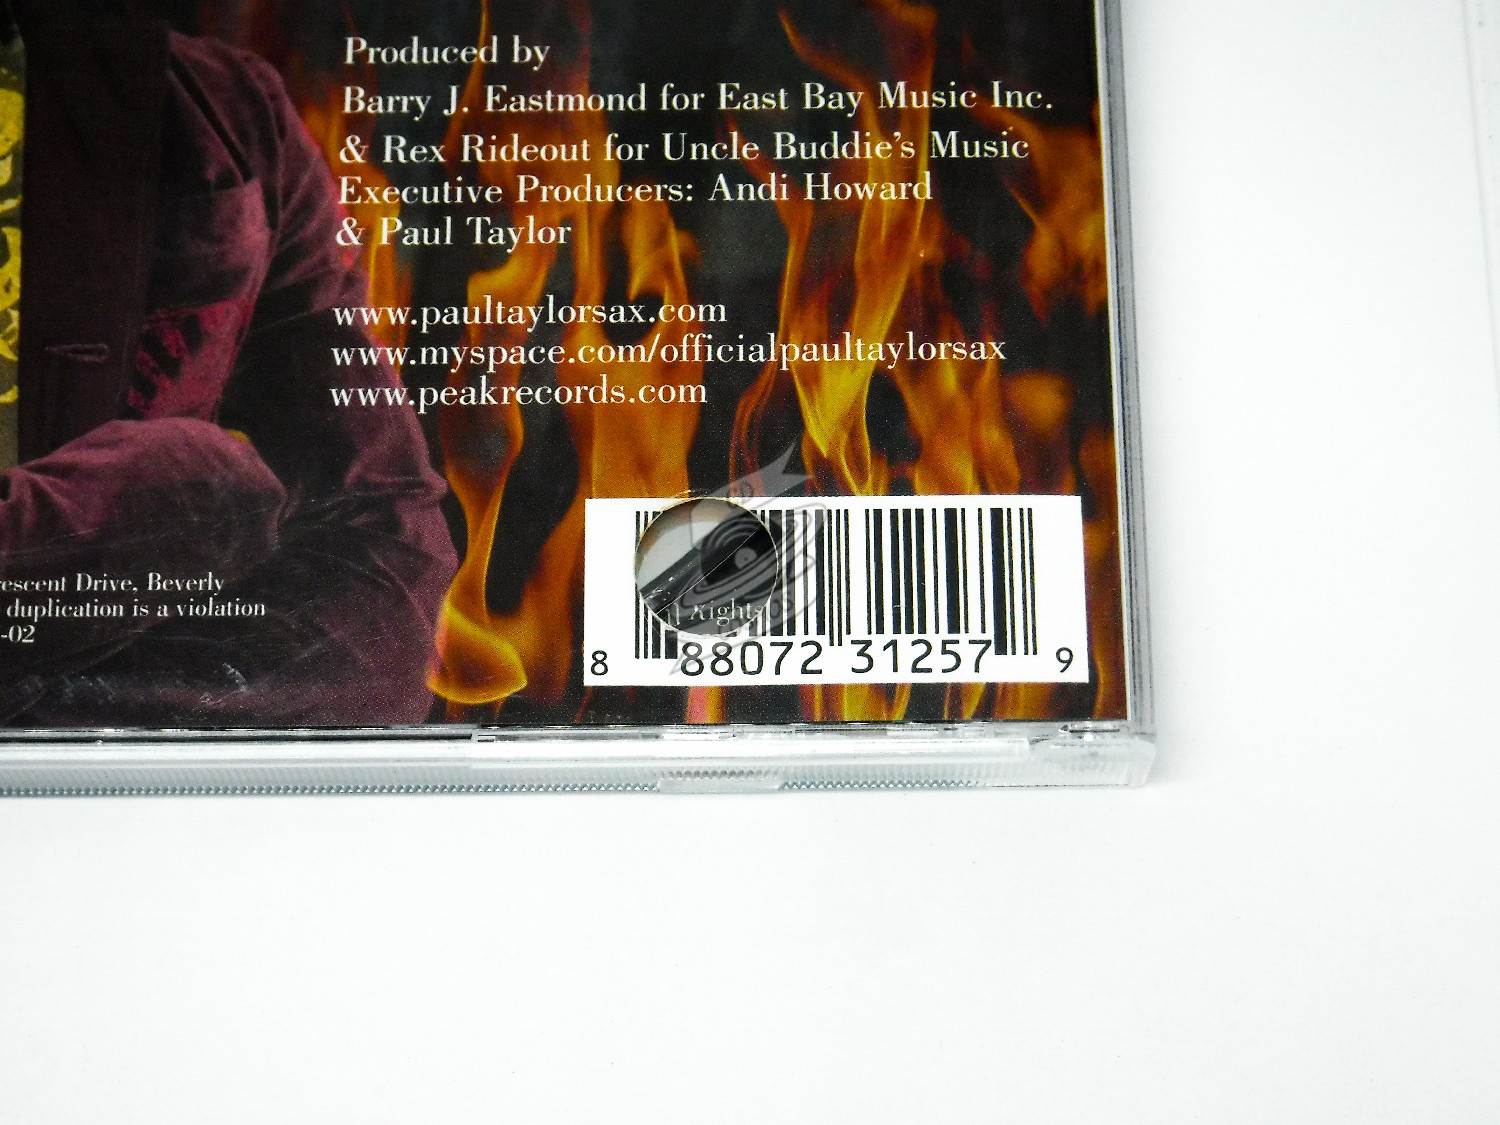 Produced by
Barry J. Eastmond for East Bay Music Inc.
& Rex Rideout for Uncle Buddie's Music
Executive Producers: Andi Howard
& Paul Taylor
www.paultaylorsax.com
www.myspace.com/officialpaultaylorsax
www.peakrecords.com
Drive, Beverly
duplication is a violation
-02
Rights
8 88072 31257 9